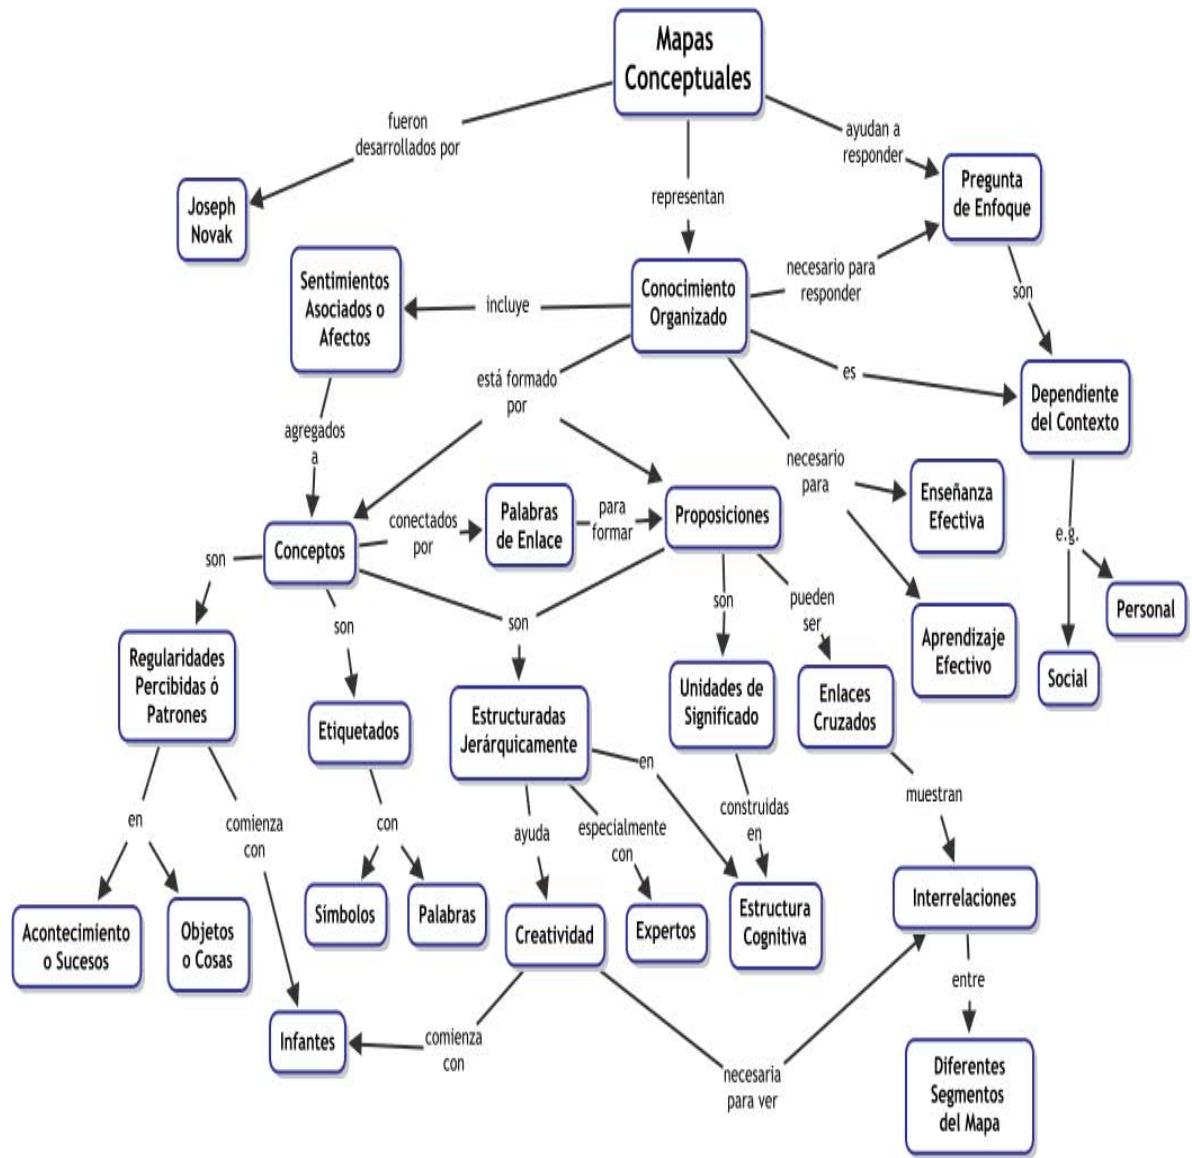 Mapas
Conceptuales
fueron
desarrollados por
ayudan a
responder
representan
Joseph
Novak
Pregunta
de Enfoque
Sentimientos
Asociados o
Afectos
incluye
Conocimiento
Organizado
necesario para
responder
son
está formado
por
es
Dependiente
del Contexto
agregados
a
necesario
para
Enseñanza
Efectiva
Conceptos
conectados
por
Palabras
de Enlace
para
formar
Proposiciones
e.g.
Personal
Social
Aprendizaje
Efectivo
son
son
son
son
pueden
ser
Regularidades
Percibidas ó
Patrones
Etiquetados
Estructuradas
Jerárquicamente
Unidades de
Significado
Enlaces
Cruzados
en
comienza
con
con
ayuda
especialmente
con
en
construidas
en
muestran
Acontecimiento
o Sucesos
Objetos
o Cosas
Símbolos
Palabras
Creatividad
Expertos
Estructura
Cognitiva
Interrelaciones
Infantes
comienza
con
necesaria
para ver
entre
Diferentes
Segmentos
del Mapa